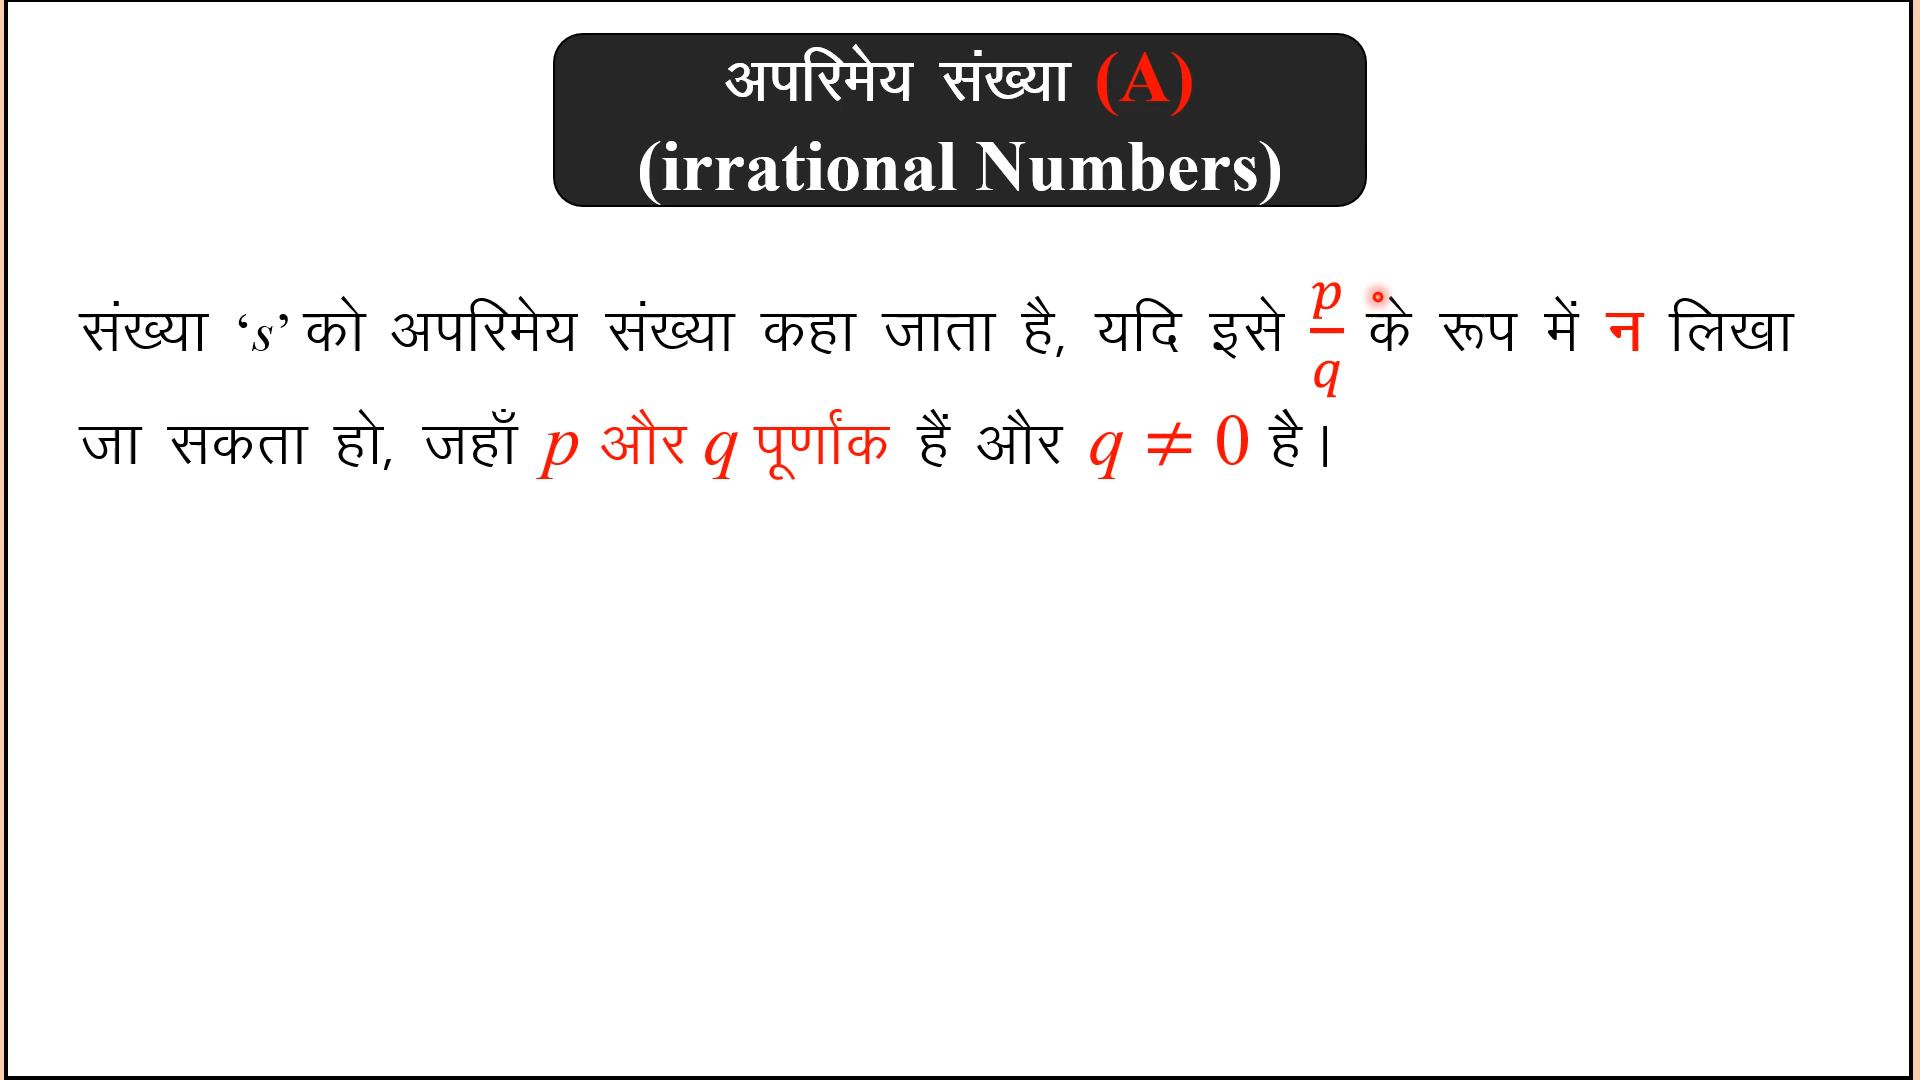 अपरिमेय संख्या (A)
(irrational Numbers)
संख्या ‘s’ को अपरिमेय संख्या कहा जाता है, यदि इसे p/q के रूप में न लिखा
जा सकता हो, जहाँ p और q पूर्णांक हैं और q ≠ 0 है।